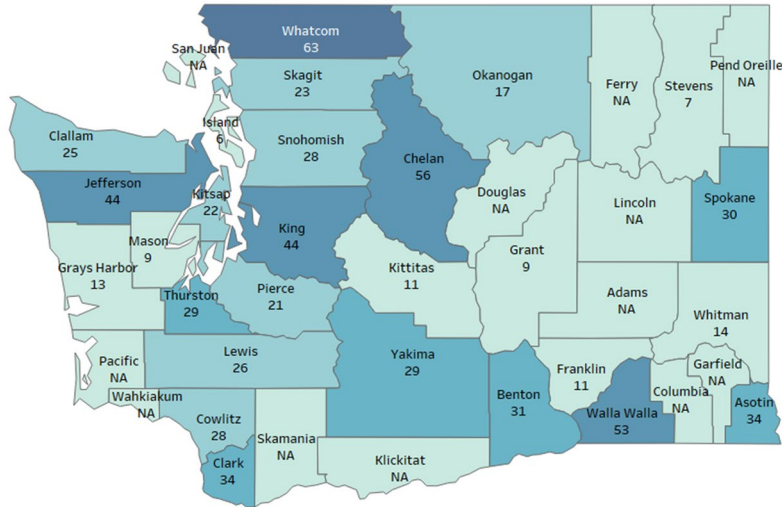 Whatcom
63
San Juan
NA
Skagit
23
Okanogan
17
Ferry
NA
Stevens
7
Pend Oreille
NA
Island
6
Clallam
25
Snohomish
28
Chelan
56
Jefferson
44
Kitsap
22
King
44
Douglas
NA
Lincoln
NA
Spokane
30
Mason
9
Grays Harbor
13
Grant
9
Kittitas
11
Thurston
29
Pierce
21
Adams
NA
Whitman
14
Pacific
NA
Lewis
26
Yakima
29
Franklin
11
Garfield
NA
Wahkiakum
NA
Benton
31
Columbia
NA
Asotin
34
Cowlitz
28
Walla Walla
53
Skamania
NA
Clark
34
Klickitat
NA